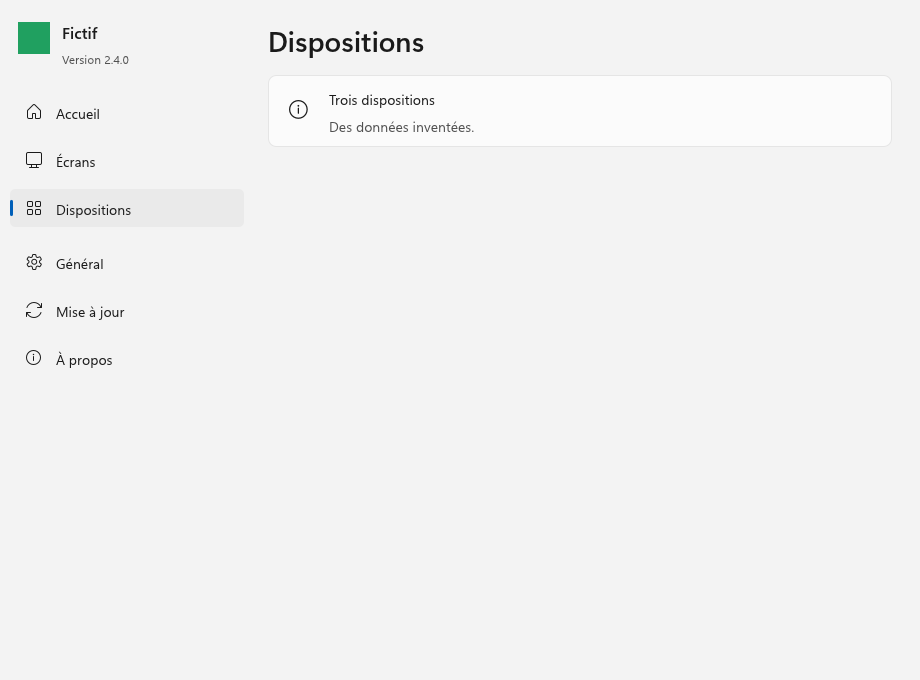 Fictif
Version 2.4.0
Accueil
Écrans
Dispositions
Général
Mise à jour
À propos
Dispositions
Trois dispositions
Des données inventées.